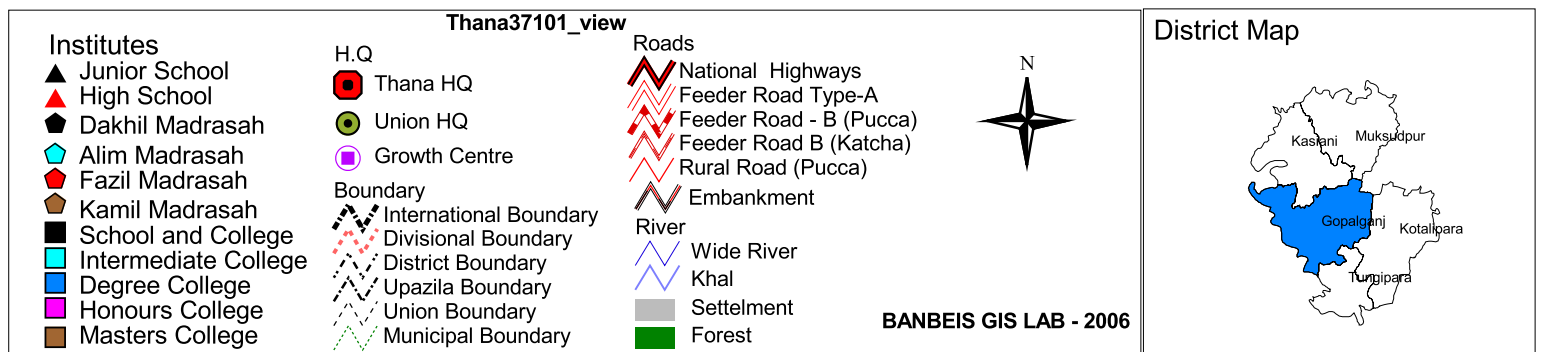 Thana37101_view
Institutes
Junior School
High School
Dakhil Madrasah
Alim Madrasah
Fazil Madrasah
Kamil Madrasah
School and College
Intermediate College
Degree College
Honours College
Masters College
H.Q
Thana HQ
Union HQ
Growth Centre
Boundary
International Boundary
Divisional Boundary
District Boundary
Upazila Boundary
Union Boundary
Municipal Boundary
Roads
National Highways
Feeder Road Type-A
Feeder Road - B (Pucca)
Feeder Road B (Katcha)
Rural Road (Pucca)
Embankment
River
Wide River
Khal
Settelment
Forest
N
BANBEIS GIS LAB - 2006
District Map
Kasiani
Muksudpur
Gopalganj
Kotalipara
Tungipara